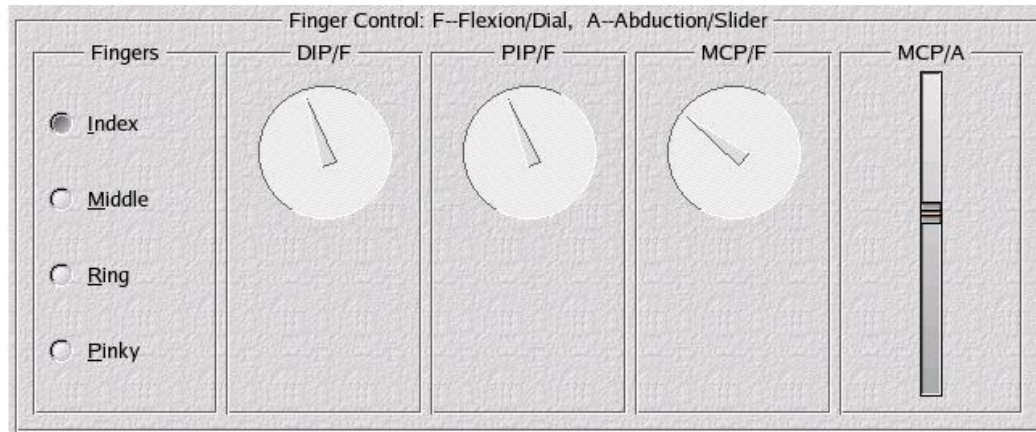 Finger Control: F--Flexion/Dial, A--Abduction/Slider
Fingers
DIP/F
PIP/F
MCP/F
MCP/A
Index
Middle
Ring
Pinky